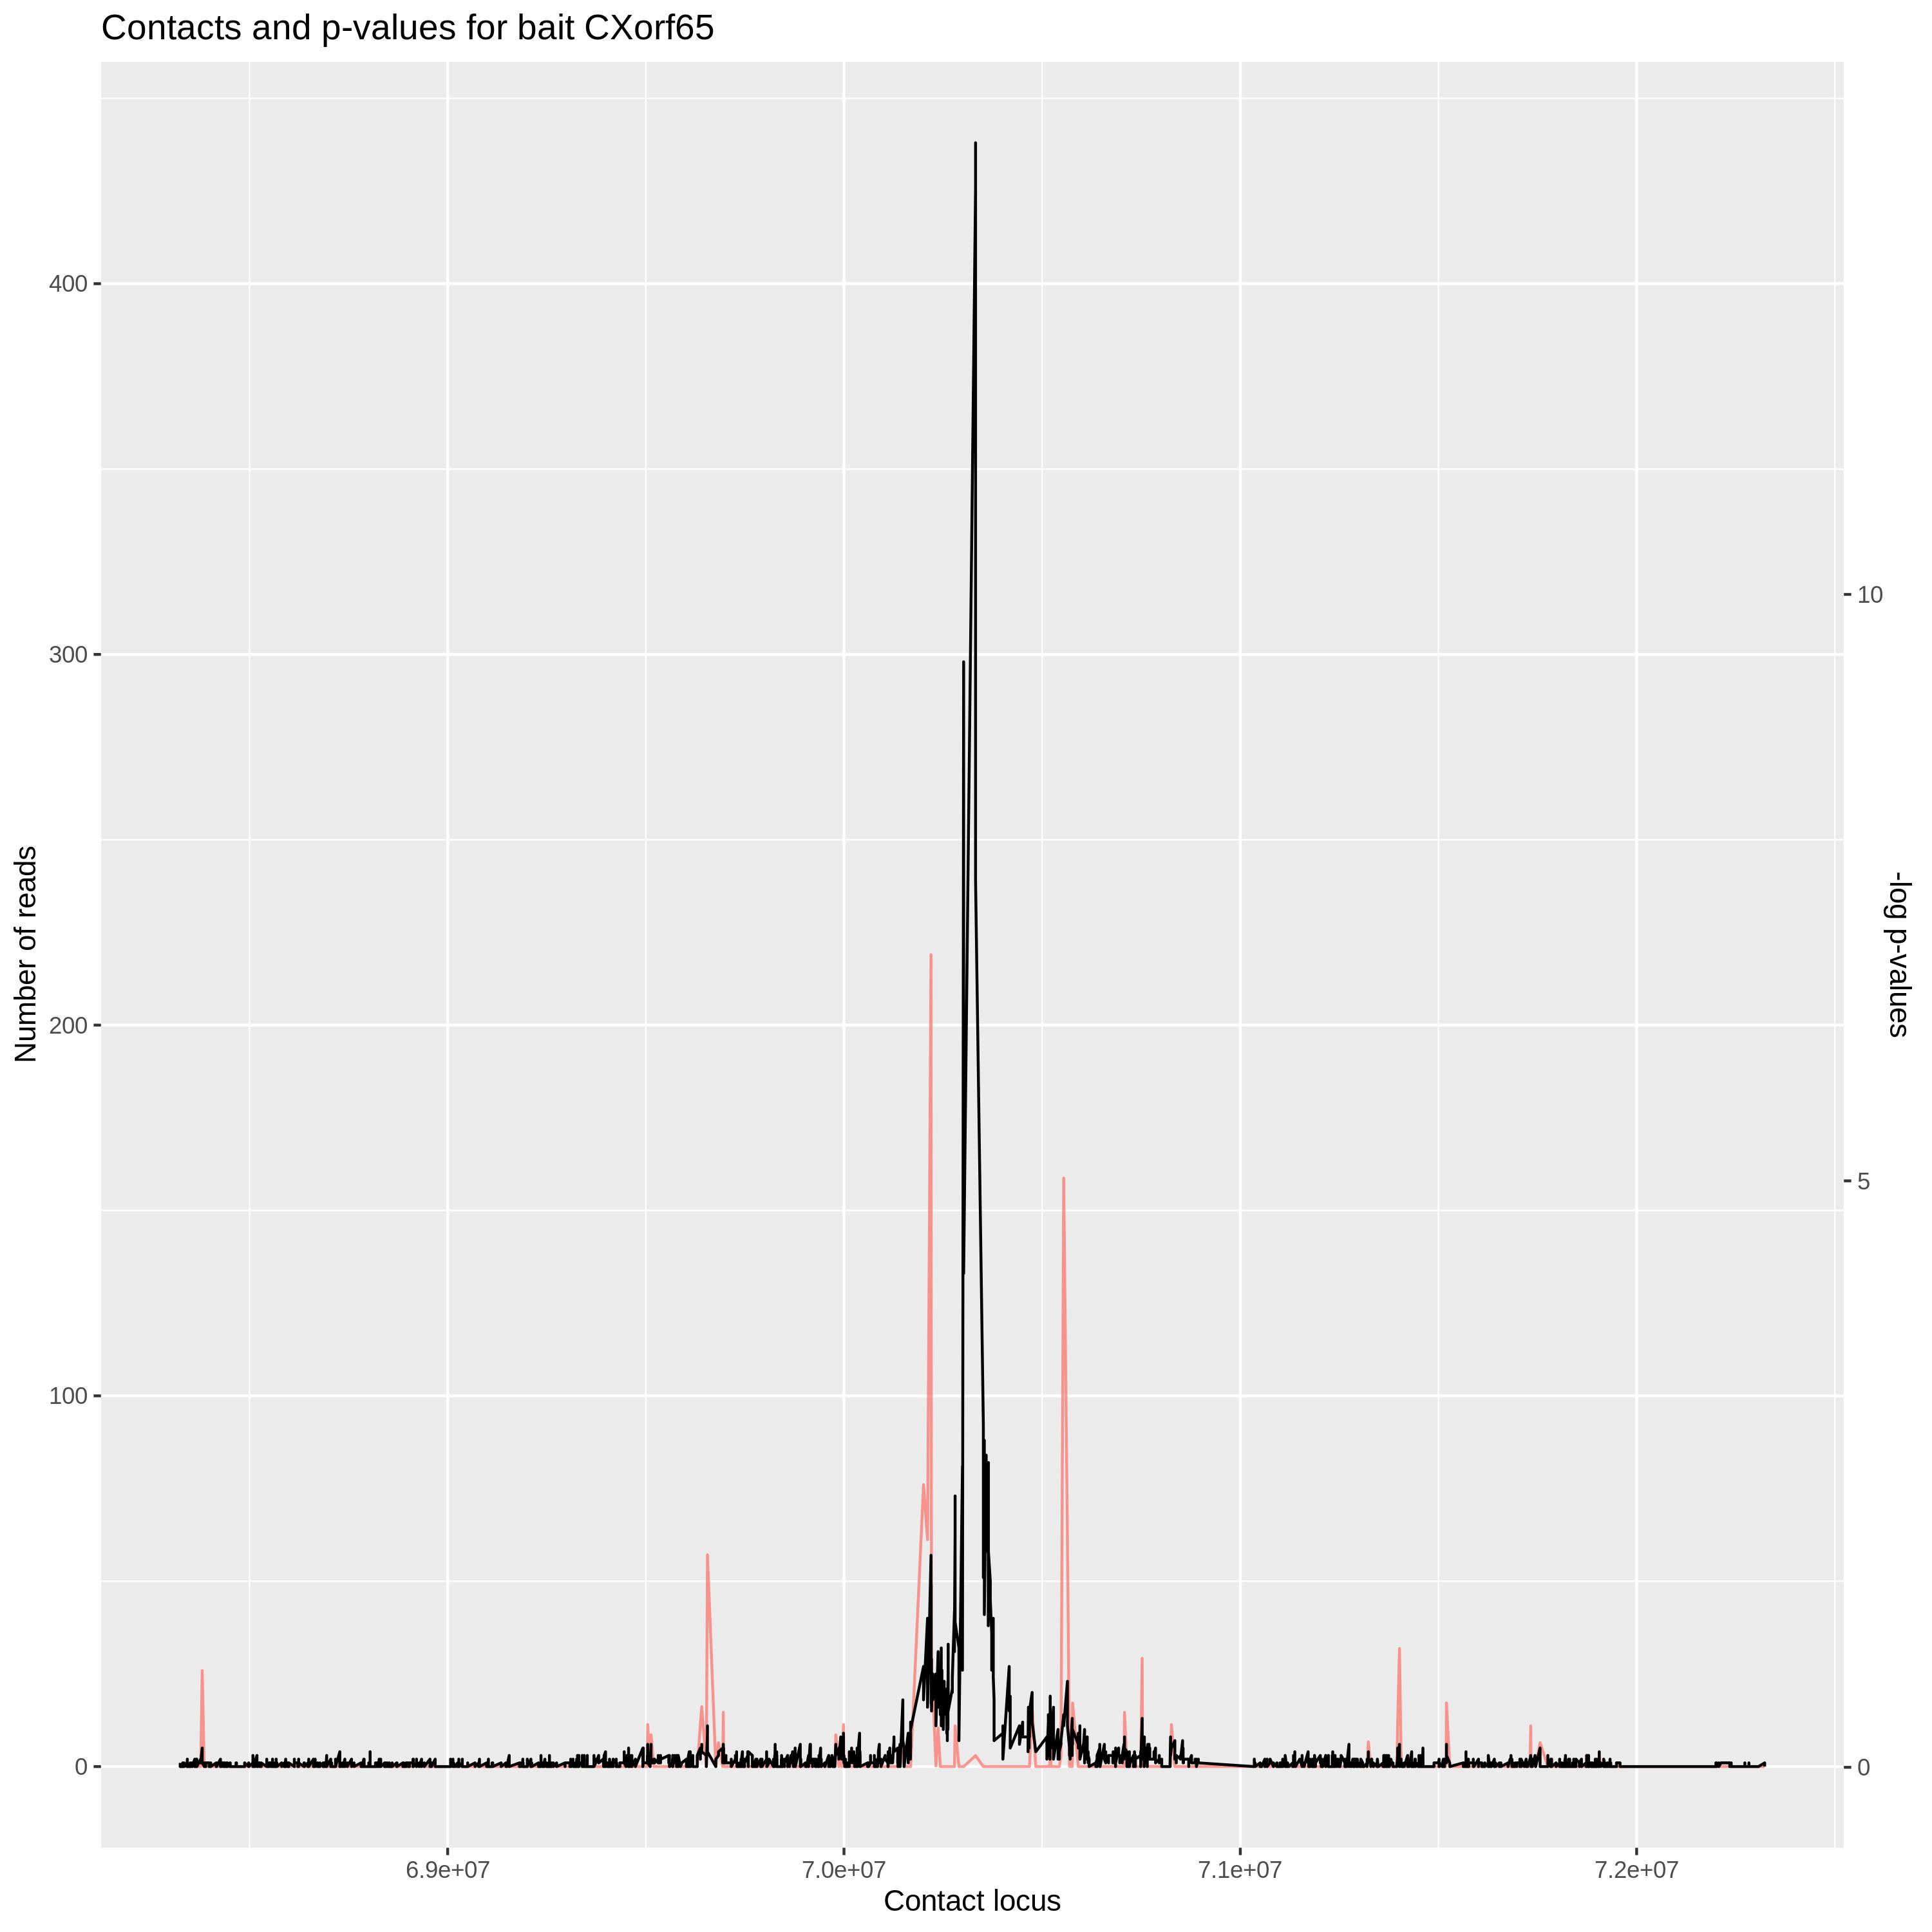 Contacts and p-values for bait CXorf65
400
300
200
100
0
Number of reads
10
5
0
-log p-values
6.9e+07
7.0e+07
7.1e+07
7.2e+07
Contact locus